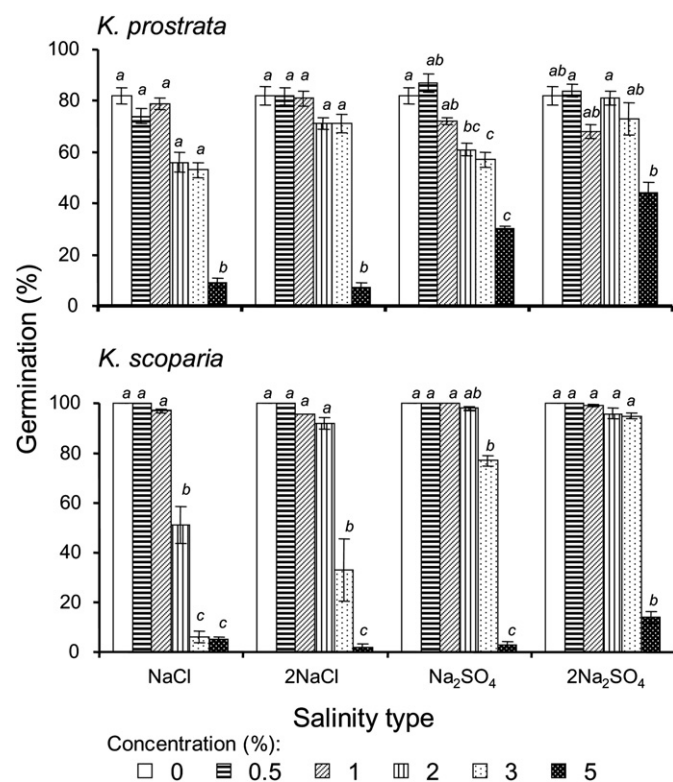 K. prostrata
100
80
60
40
20
0
a a a a a b
a a a a a b
a ab ab bc c c
ab a ab a ab b
K. scoparia
100
80
60
40
20
0
a a a b c c
a a a a b c
a a a ab b c
a a a a a b
Germination (%)
NaCl 2NaCl Na₂SO₄ 2Na₂SO₄
Salinity type
Concentration (%):
0 0.5 1 2 3 5